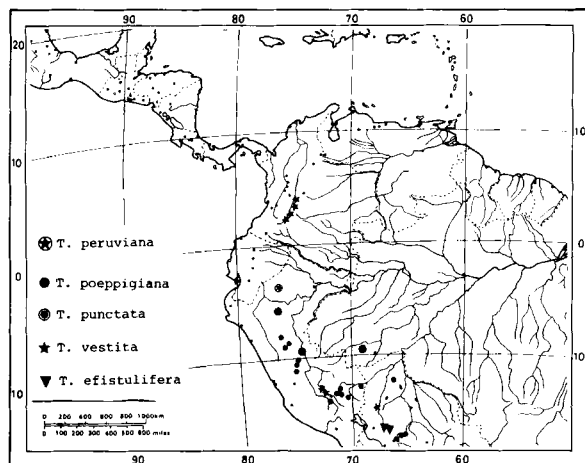 90
80
70
60
20
10
10
0
0
10
10
T. peruviana
T. poeppigiana
T. punctata
T. vestita
T. efistulifera
0 200 400 600 800 1000km
0 100 200 300 400 500 600 miles
90
80
70
60